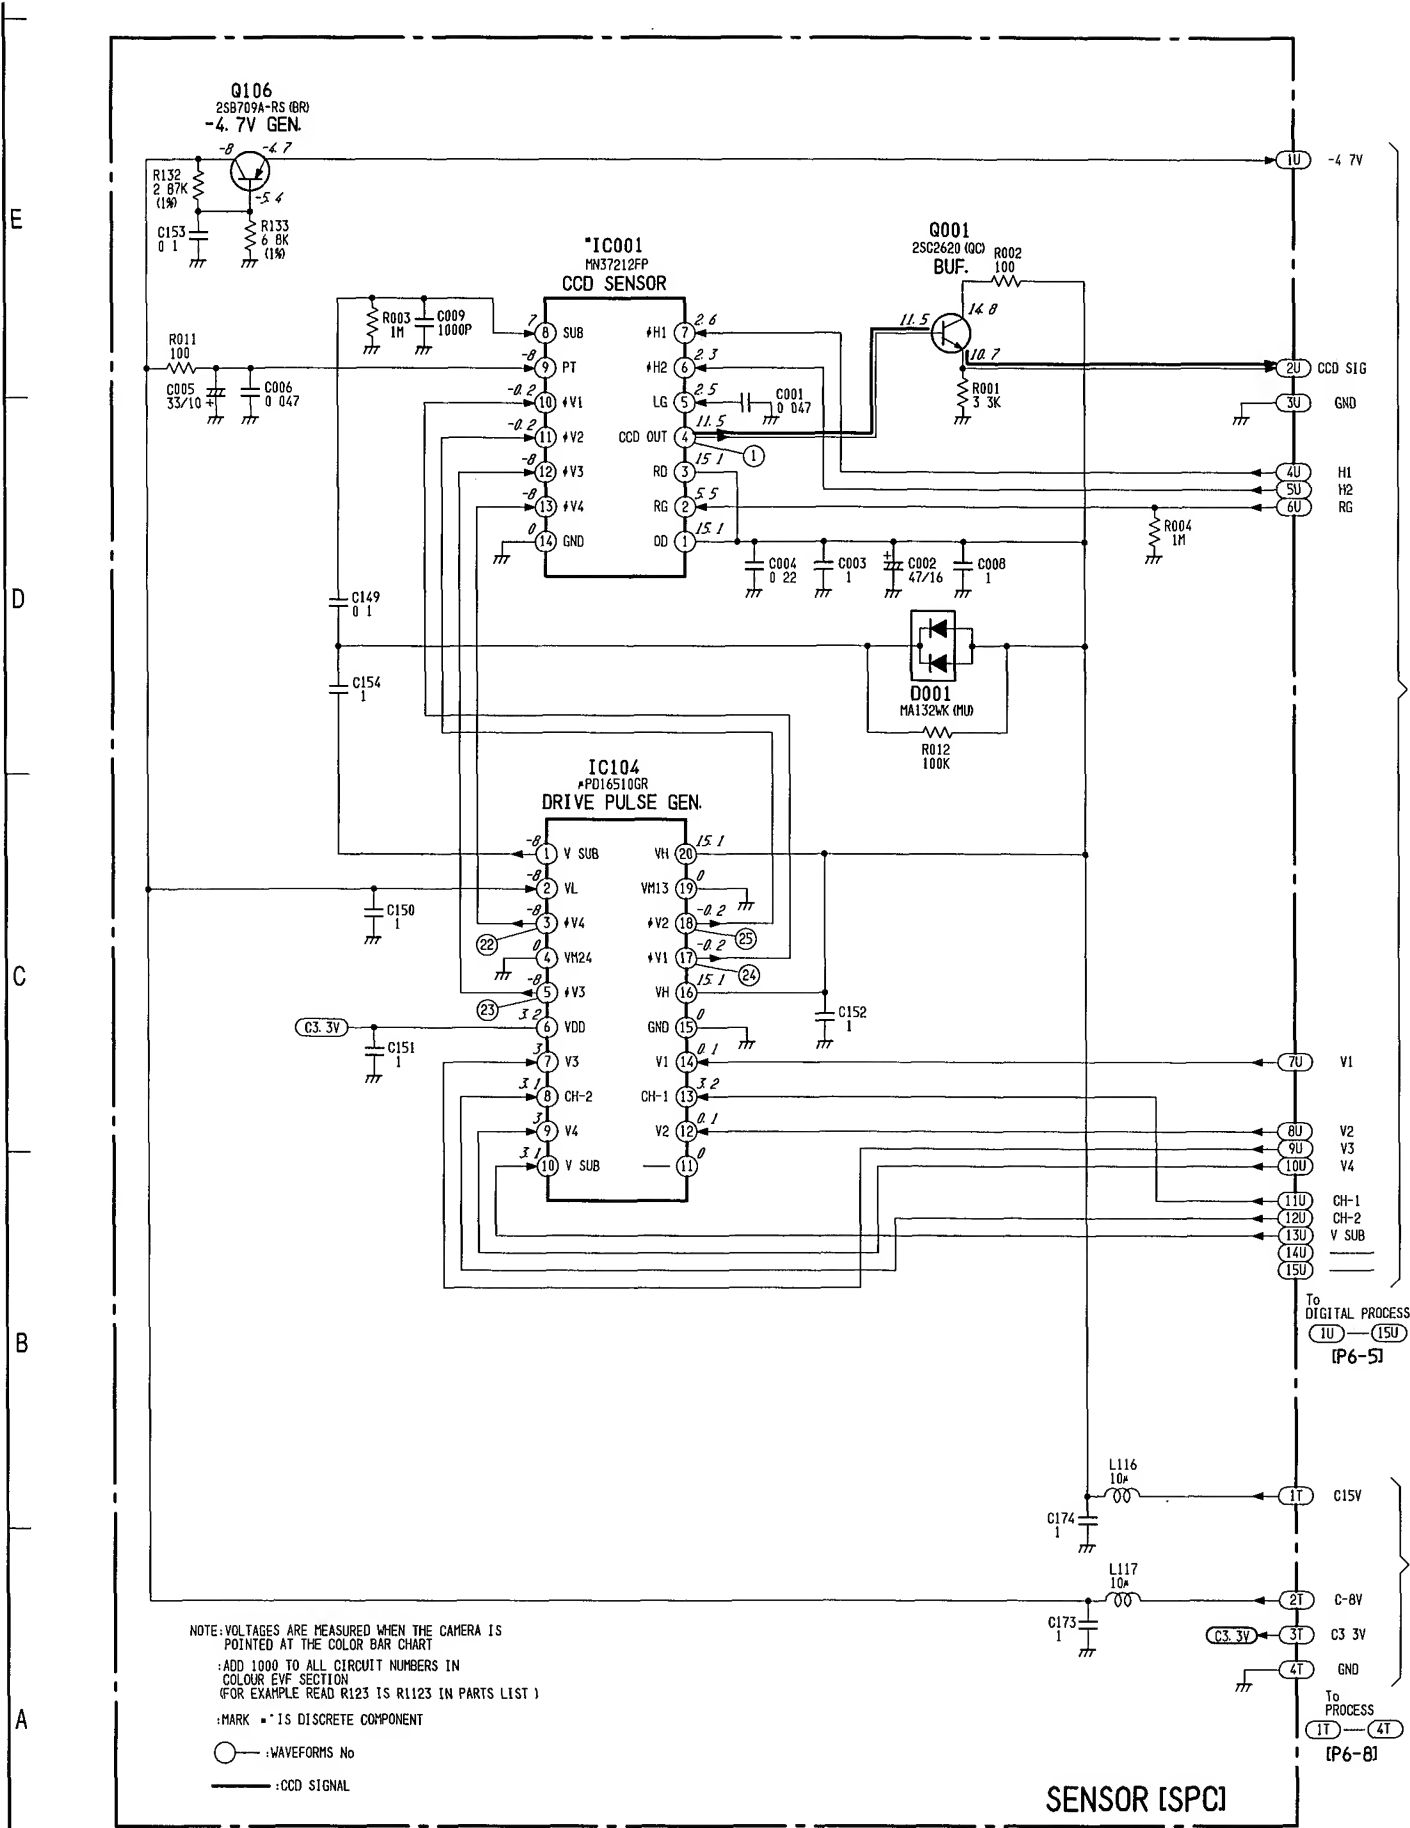 Q106
2SB709A-RS (BR)
-4. 7V GEN.
-8
-4. 7
-5. 4
R132
2 87K
(1%)
C153
0 1
R133
6 8K
(1%)
1U -4 7V
E
*IC001
MN37212FP
CCD SENSOR
Q001
2SC2620 (QC)
BUF.
R002
100
14. 8
11. 5
10. 7
R001
3 3K
2U CCD SIG
3U GND
R003
1M
C009
1000P
R011
100
C005
33/10 +
C006
0 047
7
8 SUB
-8
9 PT
-0. 2
10 φV1
-0. 2
11 φV2
-8
12 φV3
-8
13 φV4
0
14 GND
φH1 7 2. 6
φH2 6 2. 3
LG 5 2. 5
CCD OUT 4 11. 5
RD 3 15. 1
RG 2 5. 5
OD 1 15. 1
C001
0 047
1
4U H1
5U H2
6U RG
R004
1M
C004
0 22
C003
1
+
C002
47/16
C008
1
D
C149
0 1
C154
1
D001
MA132WK (MU)
R012
100K
IC104
μPD16510GR
DRIVE PULSE GEN.
-8
1 V SUB
-8
2 VL
-8
3 φV4
22
0
4 VM24
-8
5 φV3
23
3. 2
6 VDD
3
7 V3
3. 1
8 CH-2
3
9 V4
3. 1
10 V SUB
VH 20 15. 1
VM13 19 0
φV2 18 -0. 2
25
φV1 17 -0. 2
24
VH 16 15. 1
GND 15 0
V1 14 0. 1
CH-1 13 3. 2
V2 12 0. 1
11 0
C150
1
C
C3. 3V
C151
1
C152
1
7U V1
8U V2
9U V3
10U V4
11U CH-1
12U CH-2
13U V SUB
14U
15U
To
DIGITAL PROCESS
1U — 15U
[P6-5]
B
L116
10μ
1T C15V
C174
1
L117
10μ
2T C-8V
C173
1
C3. 3V 3T C3 3V
4T GND
To
PROCESS
1T — 4T
[P6-8]
NOTE:VOLTAGES ARE MEASURED WHEN THE CAMERA IS
POINTED AT THE COLOR BAR CHART
:ADD 1000 TO ALL CIRCUIT NUMBERS IN
COLOUR EVF SECTION
(FOR EXAMPLE READ R123 IS R1123 IN PARTS LIST )
:MARK "*" IS DISCRETE COMPONENT
:WAVEFORMS No
:CCD SIGNAL
A
SENSOR [SPC]